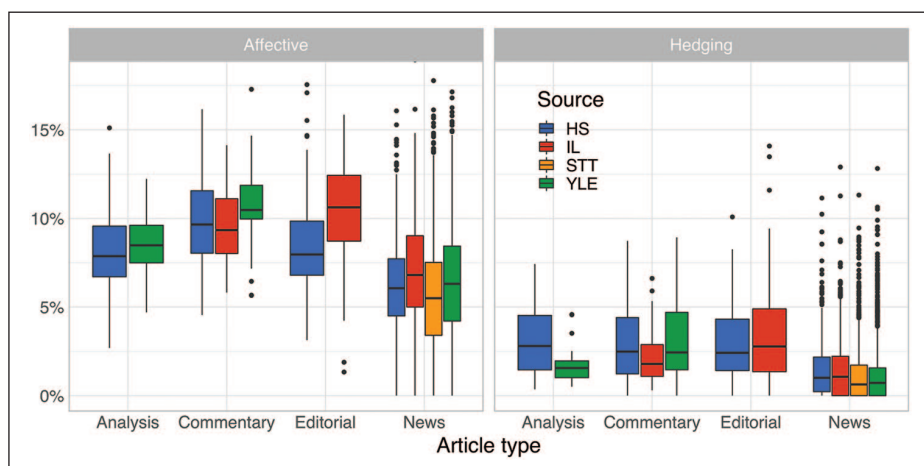 Affective
Hedging
Source
HS
IL
STT
YLE
15%
10%
5%
0%
Analysis Commentary Editorial News
Analysis Commentary Editorial News
Article type